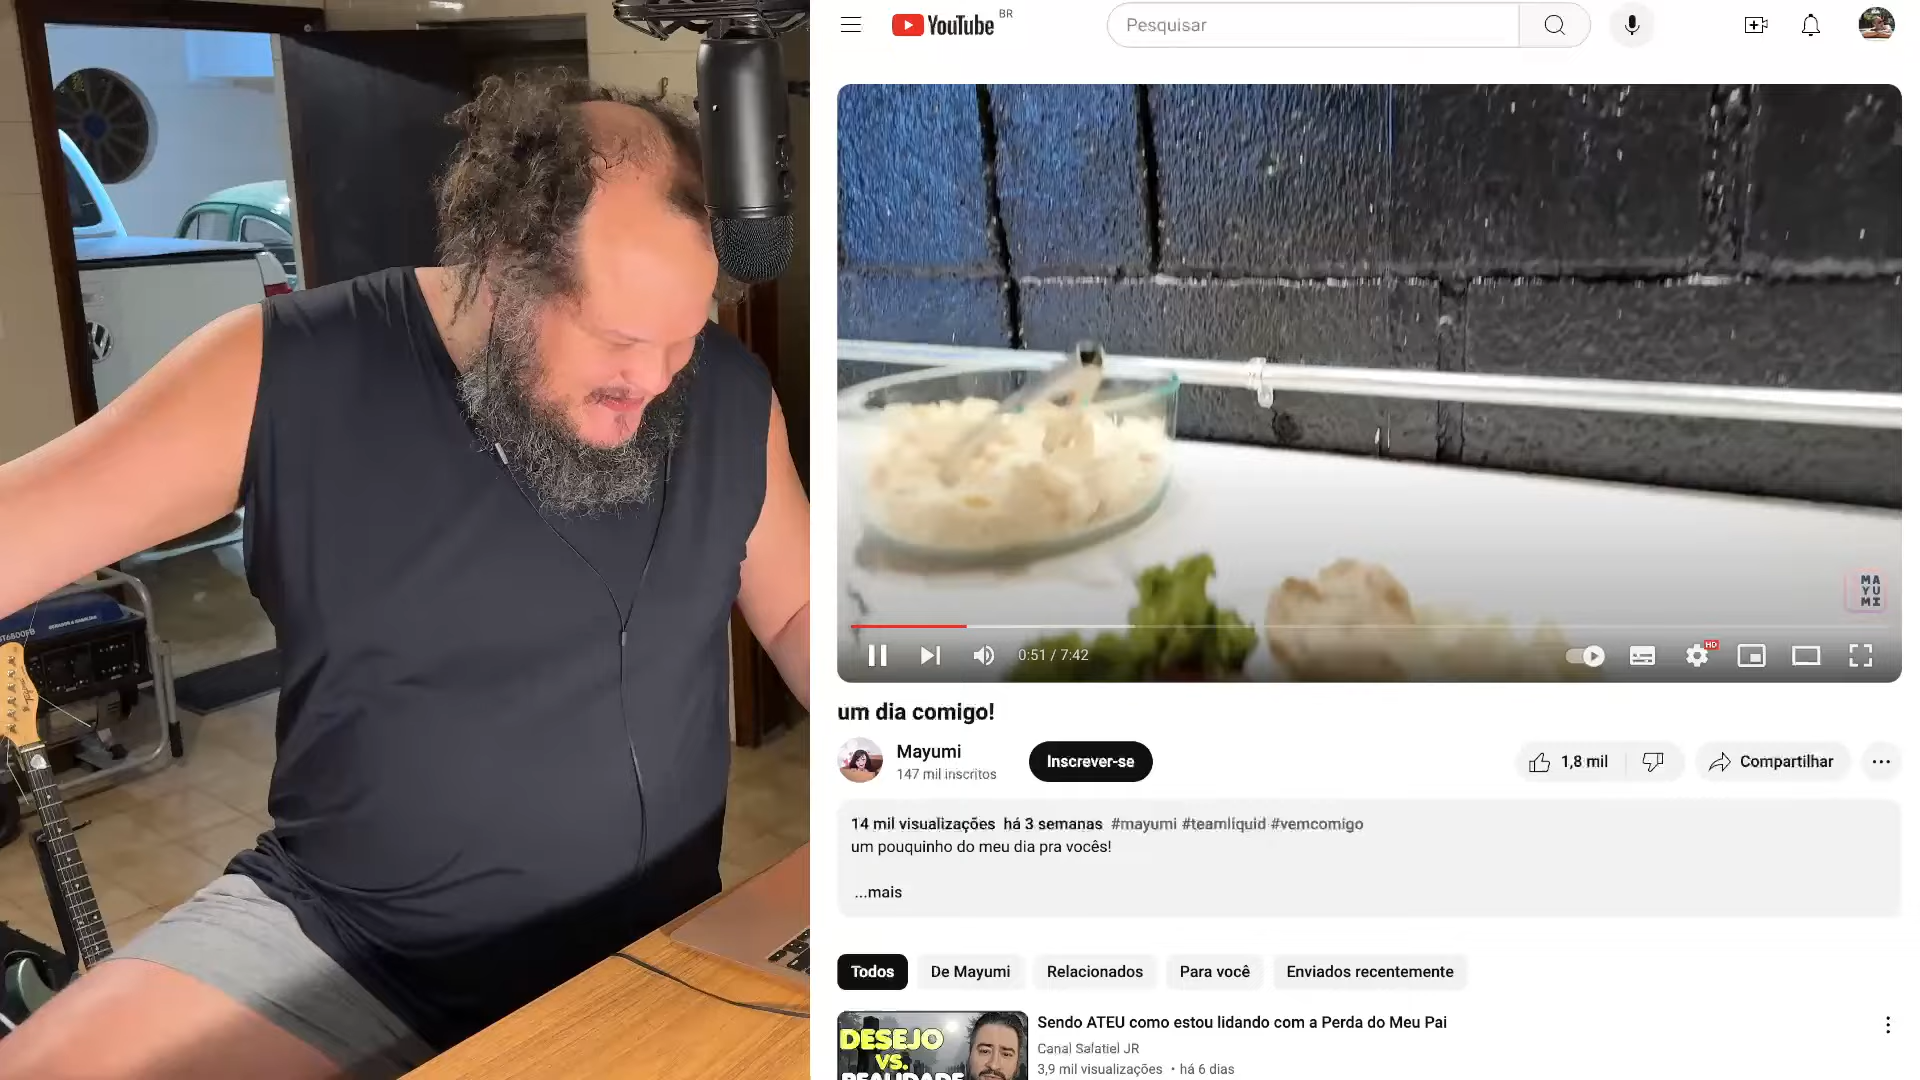 YouTube BR
Pesquisar
MA
YU
MI
HD
0:51 / 7:42
um dia comigo!
Mayumi
147 mil inscritos
Inscrever-se
1,8 mil
Compartilhar
14 mil visualizações há 3 semanas #mayumi #teamliquid #vemcomigo
um pouquinho do meu dia pra vocês!
...mais
Todos
De Mayumi
Relacionados
Para você
Enviados recentemente
DESEJO
VS.
REALIDADE
Sendo ATEU como estou lidando com a Perda do Meu Pai
Canal Salatiel JR
3,9 mil visualizações • há 6 dias